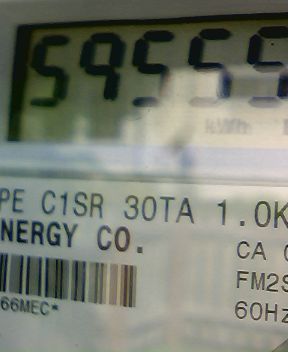 59555
kWh
PE C1SR 30TA 1.0K
NERGY CO.
CA
FM2S
66MEC*
60Hz